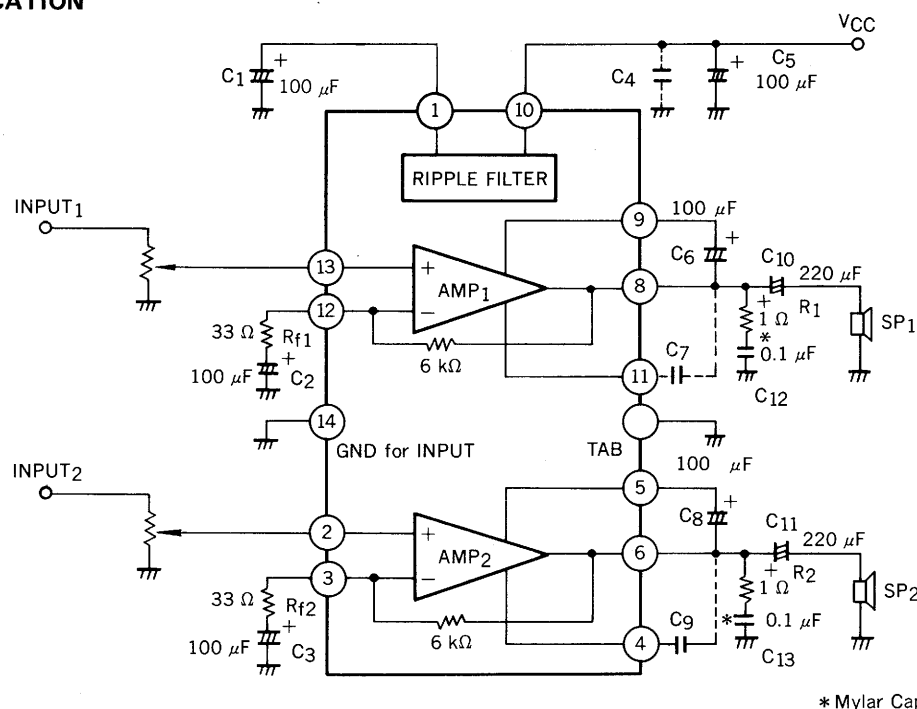 CATION
VCC
C1
+
100 μF
C4
+
C5
100 μF
1
10
RIPPLE FILTER
INPUT1
9
100 μF
+
C6
C10
220 μF
13
+
AMP1
8
+
1 Ω
R1
SP1
12
−
33 Ω
Rf1
6 kΩ
*
0.1 μF
+
100 μF
C2
11
C7
C12
14
GND for INPUT
TAB
100 μF
INPUT2
5
+
C8
C11
220 μF
2
+
AMP2
6
+
R2
1 Ω
SP2
3
−
33 Ω
Rf2
6 kΩ
*
0.1 μF
+
100 μF
C3
4
C9
C13
* Mylar Cap